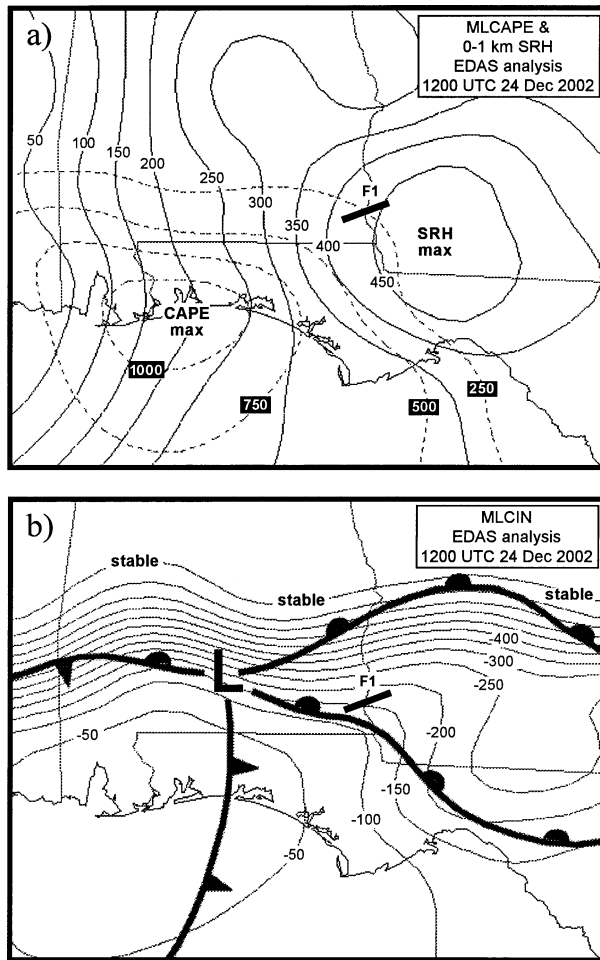 a)
MLCAPE &
0-1 km SRH
EDAS analysis
1200 UTC 24 Dec 2002
50
100
150
200
250
300
350
400
450
F1
SRH
max
CAPE
max
1000
750
500
250
b)
MLCIN
EDAS analysis
1200 UTC 24 Dec 2002
stable
stable
stable
-400
-300
-250
F1
L
-50
-200
-150
-100
-50